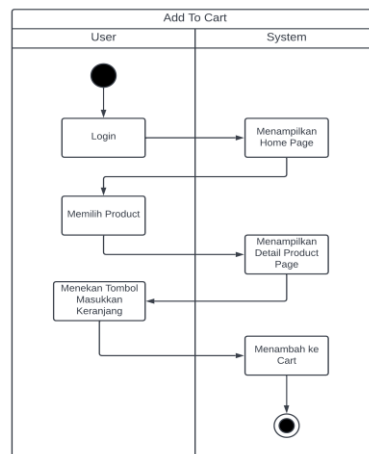 Add To Cart
User
System
Login
Menampilkan
Home Page
Memilih Product
Menampilkan
Detail Product
Page
Menekan Tombol
Masukkan
Keranjang
Menambah ke
Cart